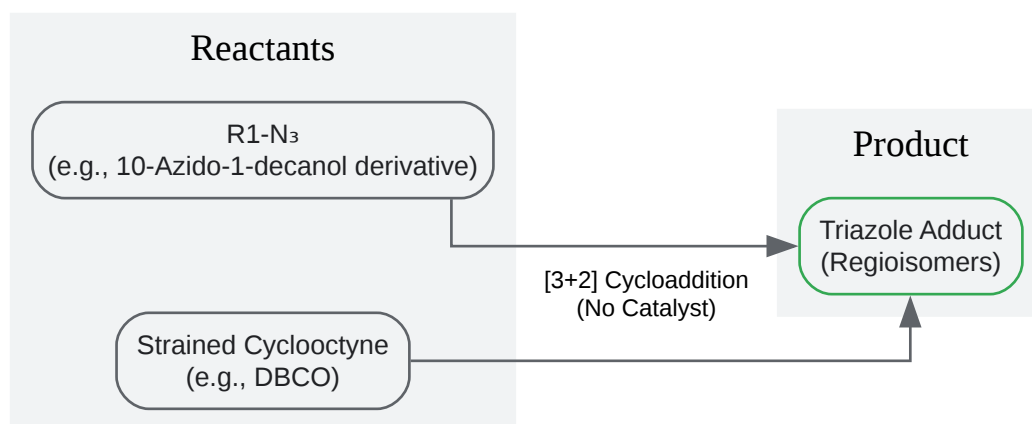 Reactants
R1-N₃
(e.g., 10-Azido-1-decanol derivative)
Strained Cyclooctyne
(e.g., DBCO)
[3+2] Cycloaddition
(No Catalyst)
Product
Triazole Adduct
(Regioisomers)